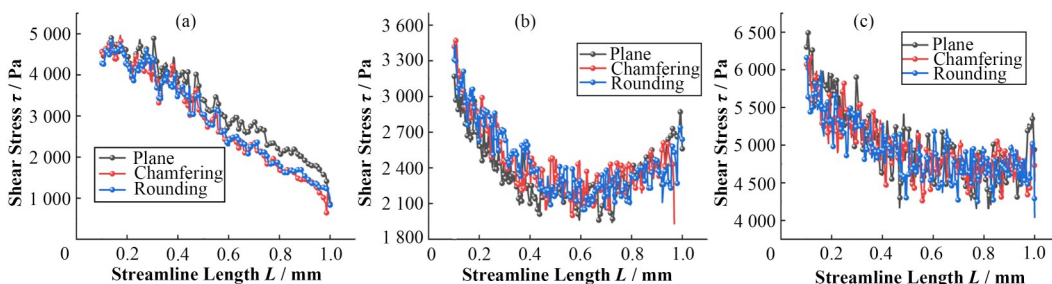 (a)
5 000
4 000
3 000
2 000
1 000
0
Shear Stress τ / Pa
Plane
Chamfering
Rounding
0.2 0.4 0.6 0.8 1.0
Streamline Length L / mm
(b)
3 600
3 300
3 000
2 700
2 400
2 100
1 800
0
Shear Stress τ / Pa
Plane
Chamfering
Rounding
0.2 0.4 0.6 0.8 1.0
Streamline Length L / mm
(c)
6 500
6 000
5 500
5 000
4 500
4 000
0
Shear Stress τ / Pa
Plane
Chamfering
Rounding
0.2 0.4 0.6 0.8 1.0
Streamline Length L / mm